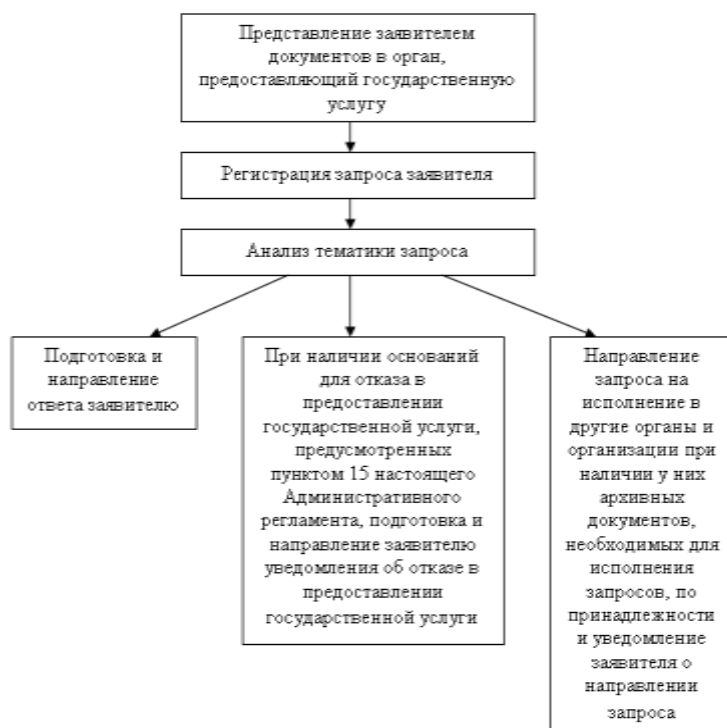 Представление заявителем
документов в орган,
предоставляющий государственную
услугу
Регистрация запроса заявителя
Анализ тематики запроса
Подготовка и
направление
ответа заявителю
При наличии оснований
для отказа в
предоставлении
государственной услуги,
предусмотренных
пунктом 15 настоящего
Административного
регламента, подготовка и
направление заявителю
уведомления об отказе в
предоставлении
государственной услуги
Направление
запроса на
исполнение в
другие органы и
организации при
наличии у них
архивных
документов,
необходимых для
исполнения
запросов, по
принадлежности
и уведомление
заявителя о
направлении
запроса